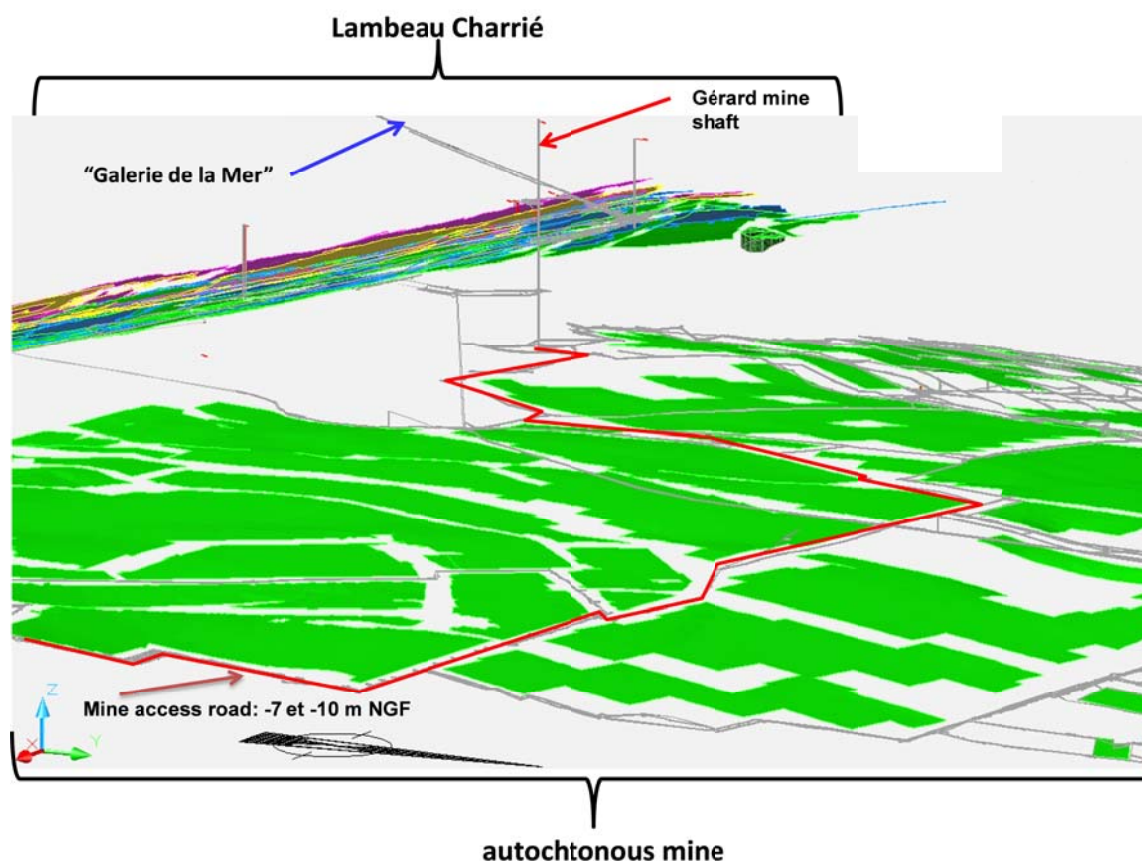 Lambeau Charrié
Gérard mine
shaft
“Galerie de la Mer”
Mine access road: -7 et -10 m NGF
Z
X
Y
autochtonous mine